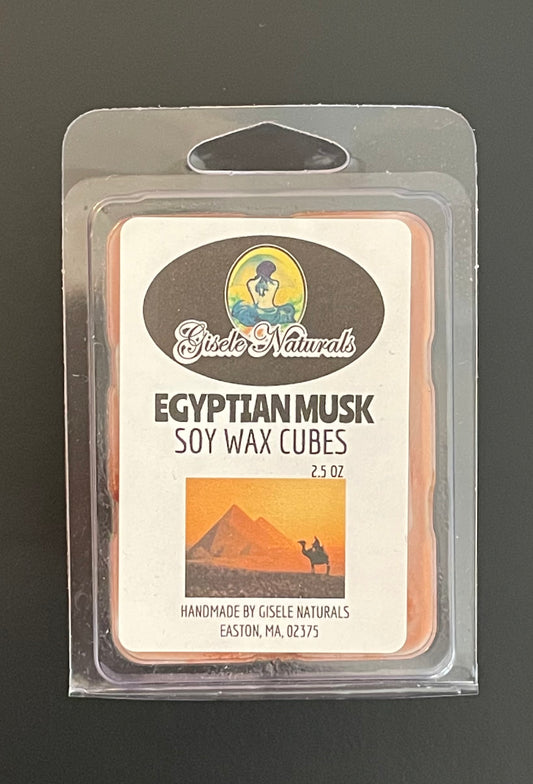 Gisele Naturals
EGYPTIAN MUSK
SOY WAX CUBES
2.5 OZ
HANDMADE BY GISELE NATURALS
EASTON, MA, 02375